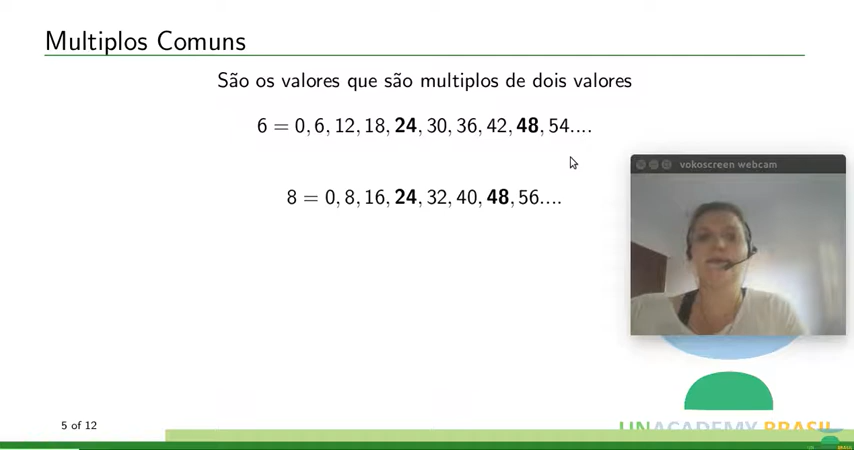 Multiplos Comuns
São os valores que são multiplos de dois valores
6 = 0, 6, 12, 18, 24, 30, 36, 42, 48, 54....
vokoscreen webcam
8 = 0, 8, 16, 24, 32, 40, 48, 56....
5 of 12
UNACADEMY BRASIL